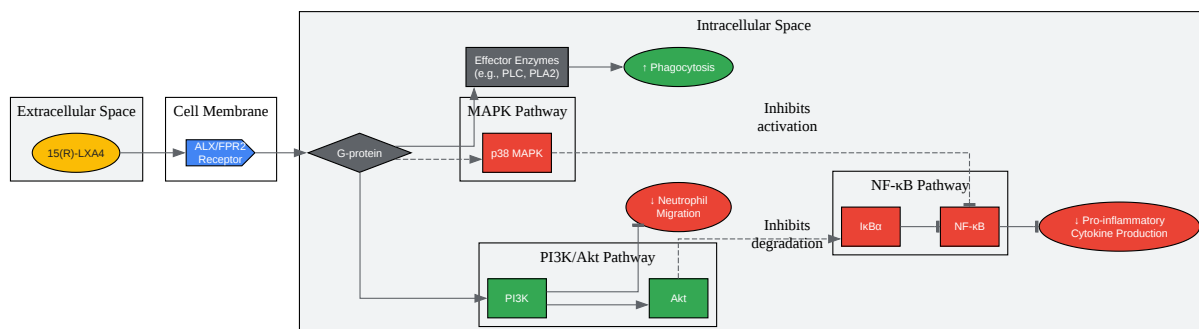 Intracellular Space
Effector Enzymes
(e.g., PLC, PLA2)
↑ Phagocytosis
Extracellular Space
Cell Membrane
MAPK Pathway
Inhibits
activation
15(R)-LXA4
ALX/FPR2
Receptor
G-protein
p38 MAPK
NF-κB Pathway
↓ Neutrophil
Migration
Inhibits
degradation
IκBα
NF-κB
↓ Pro-inflammatory
Cytokine Production
PI3K/Akt Pathway
PI3K
Akt